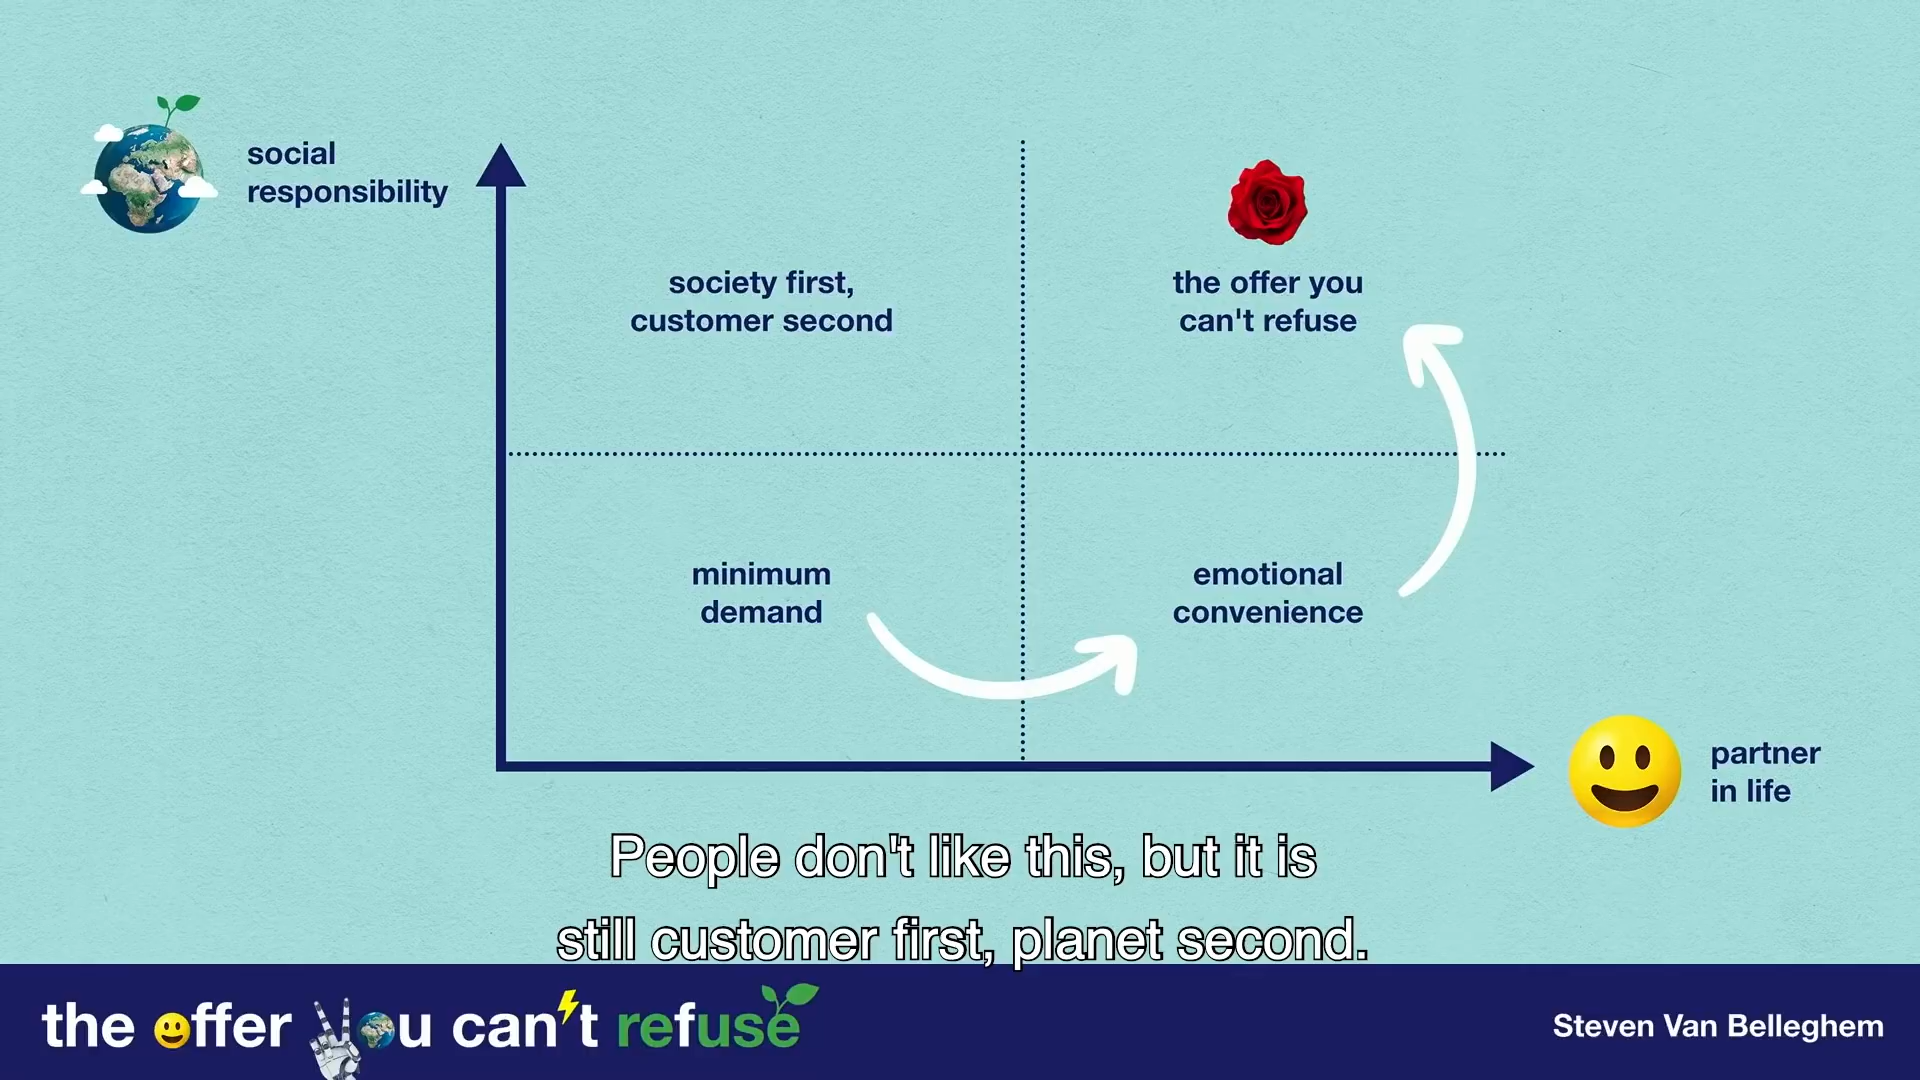 social
responsibility
society first,
customer second
the offer you
can't refuse
minimum
demand
emotional
convenience
partner
in life
People don't like this, but it is
still customer first, planet second.
the offer you can't refuse
Steven Van Belleghem